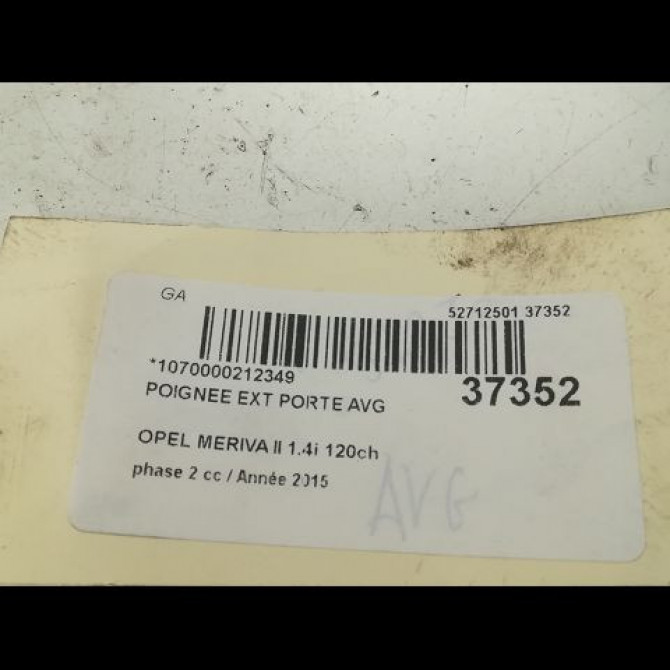 GA
52712501 37352
*1070000212349
37352
POIGNEE EXT PORTE AVG
OPEL MERIVA II 1.4i 120ch
phase 2 cc / Année 2015
AVG